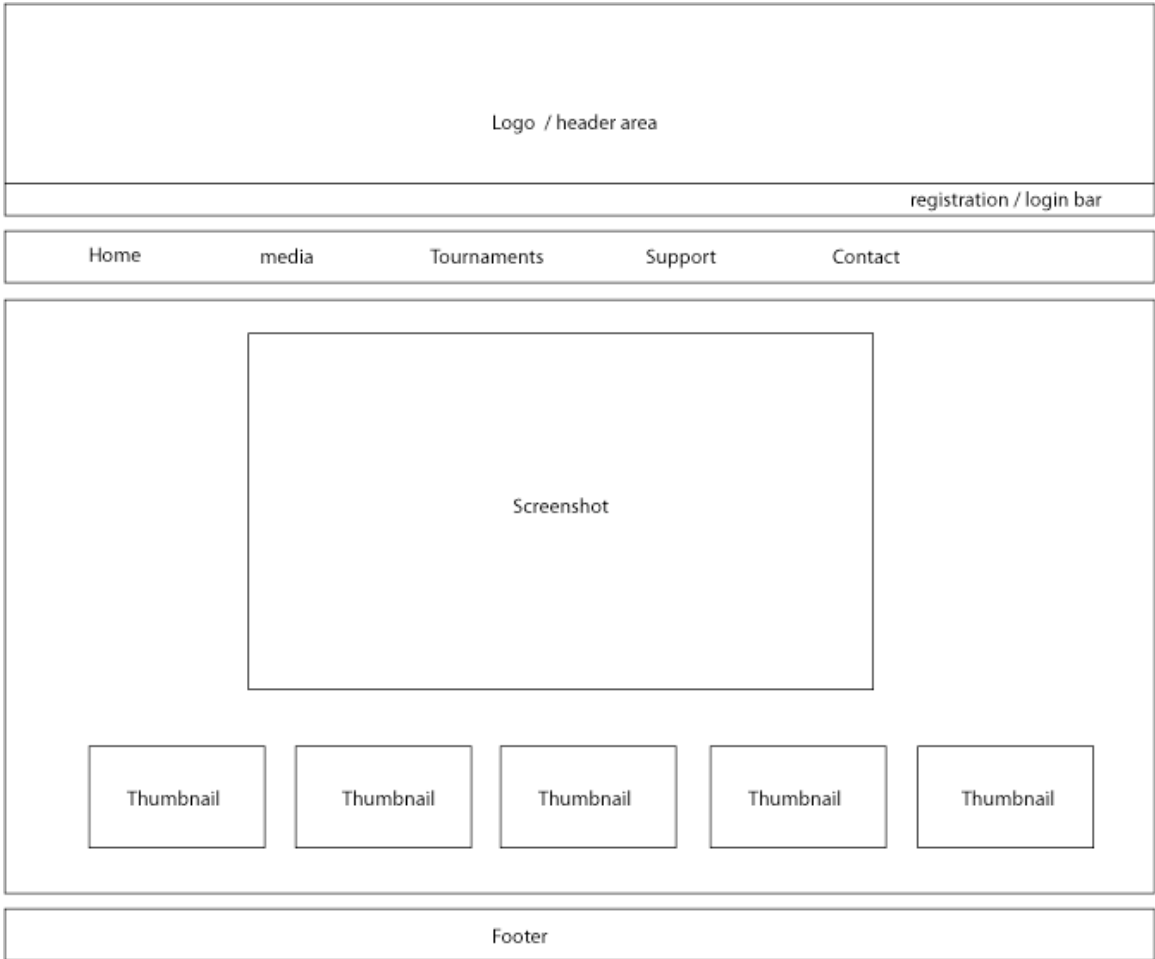 Logo / header area
registration / login bar
Home media Tournaments Support Contact
Screenshot
Thumbnail Thumbnail Thumbnail Thumbnail Thumbnail
Footer